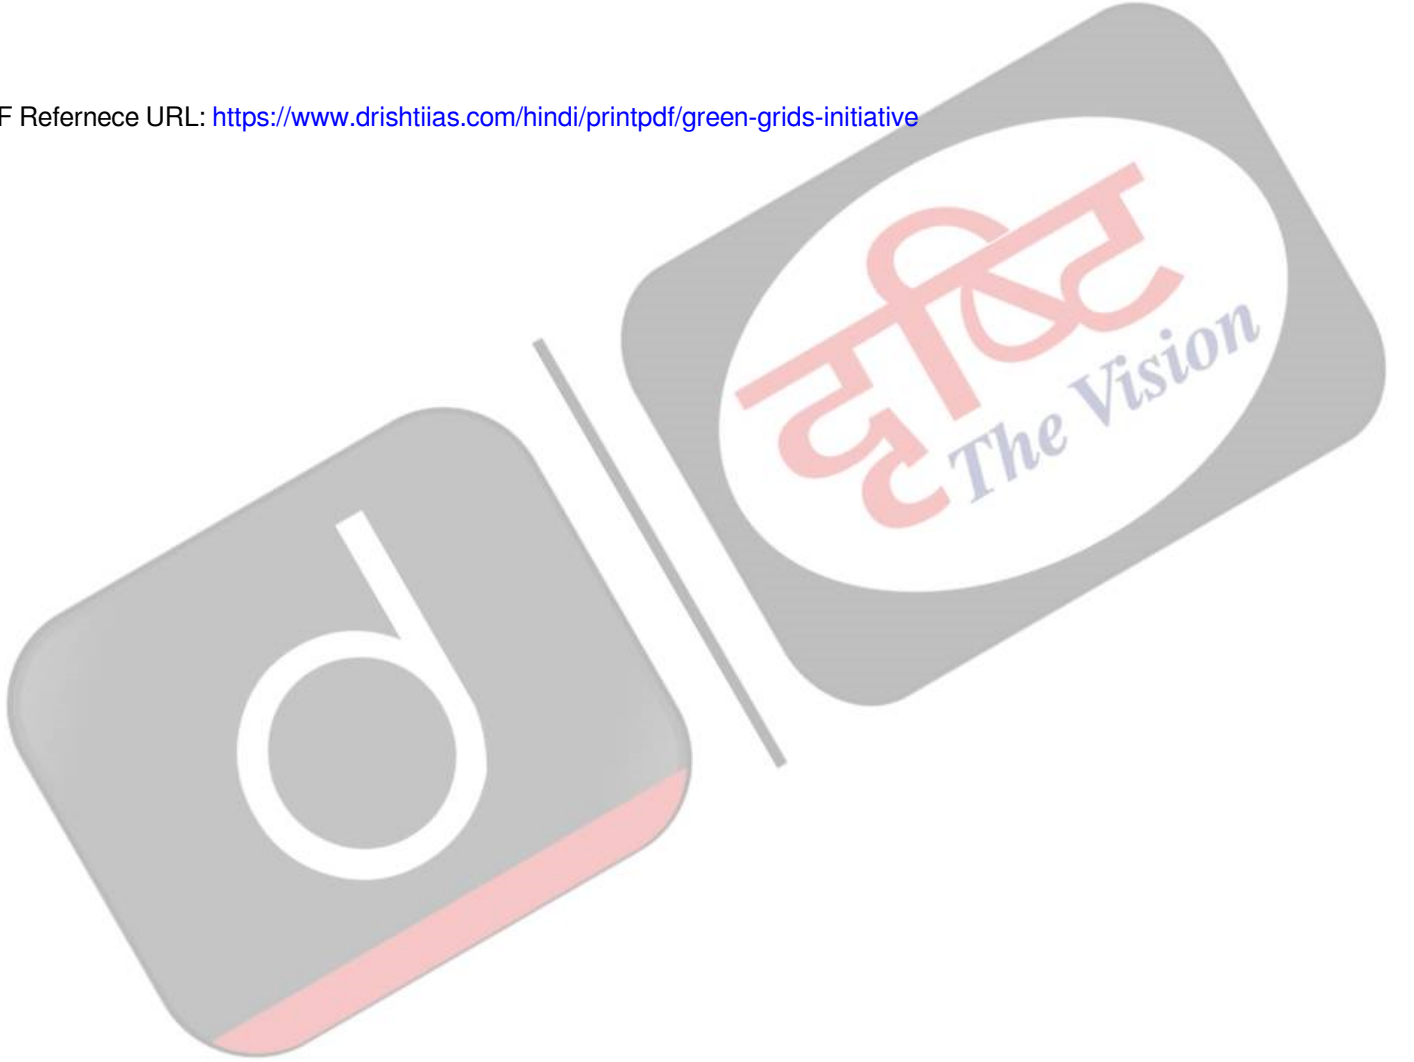 F Refernece URL: https://www.drishtiias.com/hindi/printpdf/green-grids-initiative
दृष्टि
The Vision
d